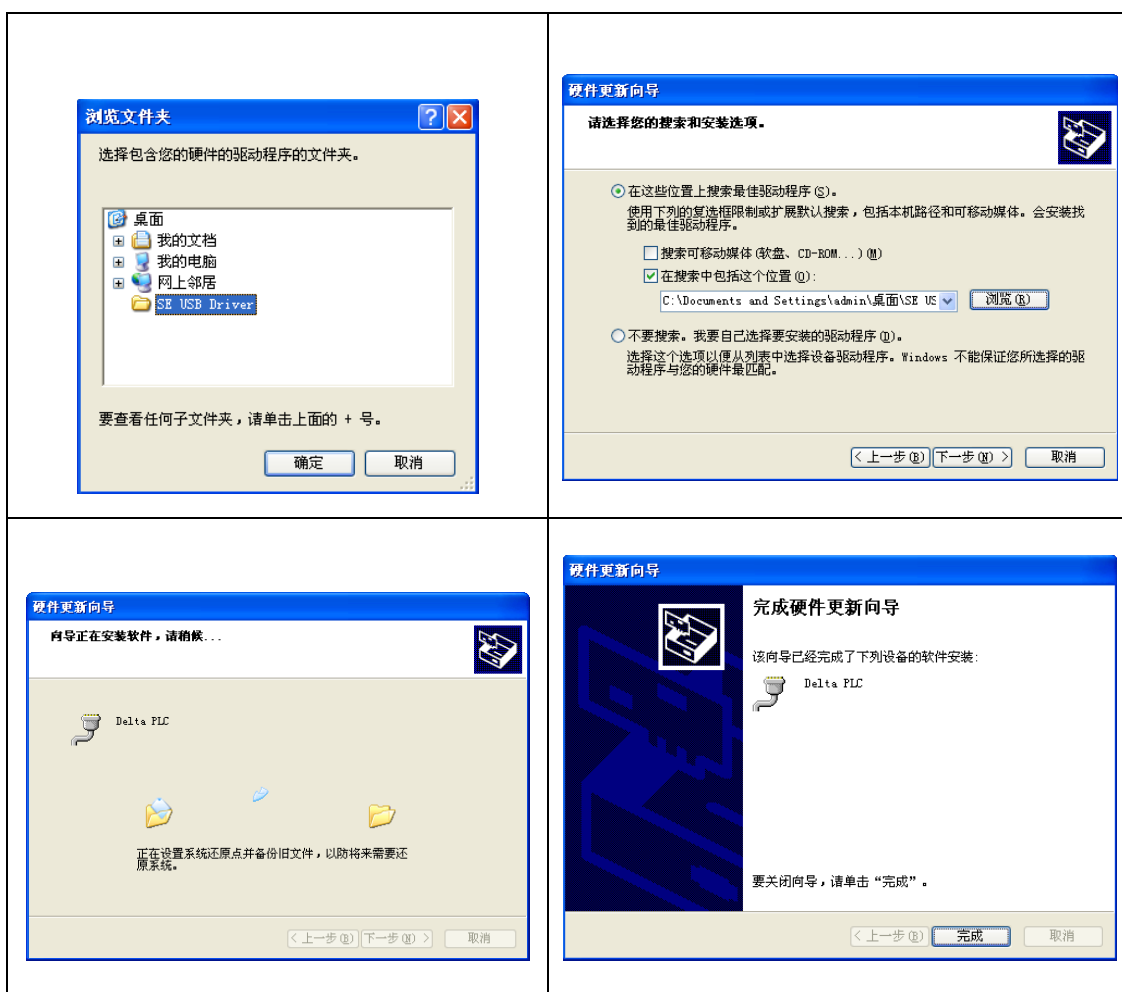 浏览文件夹
选择包含您的硬件的驱动程序的文件夹。
桌面
我的文档
我的电脑
网上邻居
SE USB Driver
要查看任何子文件夹，请单击上面的 + 号。
确定
取消
硬件更新向导
请选择您的搜索和安装选项。
在这些位置上搜索最佳驱动程序(S)。
使用下列的复选框限制或扩展默认搜索，包括本机路径和可移动媒体。会安装找
到的最佳驱动程序。
搜索可移动媒体(软盘、CD-ROM...)(M)
在搜索中包括这个位置(O):
C:\Documents and Settings\admin\桌面\SE US
浏览(R)
不要搜索。我要自己选择要安装的驱动程序(D)。
选择这个选项以便从列表中选择设备驱动程序。Windows 不能保证您所选择的驱
动程序与您的硬件最匹配。
< 上一步(B)
下一步(N) >
取消
硬件更新向导
向导正在安装软件，请稍候...
Delta PLC
正在设置系统还原点并备份旧文件，以防将来需要还
原系统。
< 上一步(B)
下一步(N) >
取消
硬件更新向导
完成硬件更新向导
该向导已经完成了下列设备的软件安装:
Delta PLC
要关闭向导，请单击“完成”。
< 上一步(B)
完成
取消